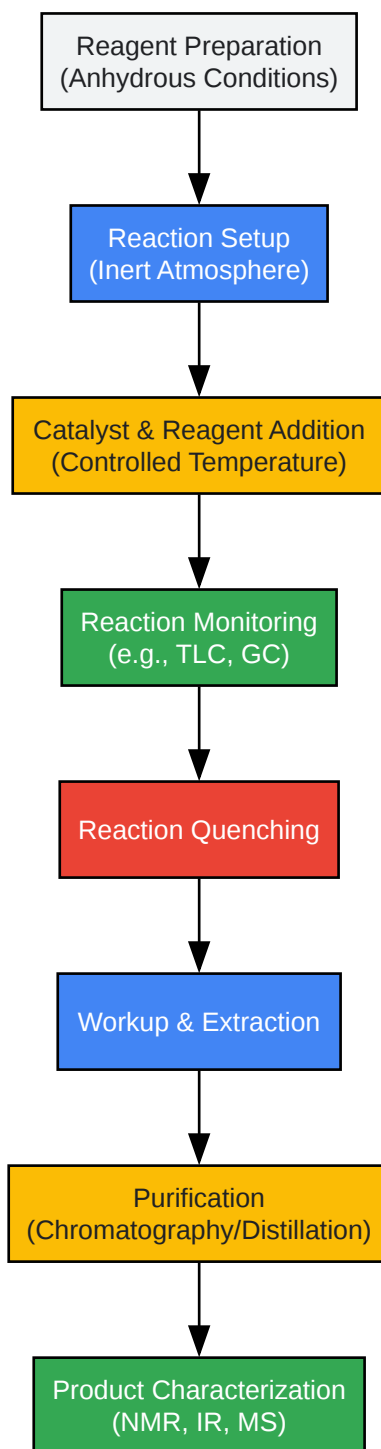 Reagent Preparation
(Anhydrous Conditions)
Reaction Setup
(Inert Atmosphere)
Catalyst & Reagent Addition
(Controlled Temperature)
Reaction Monitoring
(e.g., TLC, GC)
Reaction Quenching
Workup & Extraction
Purification
(Chromatography/Distillation)
Product Characterization
(NMR, IR, MS)